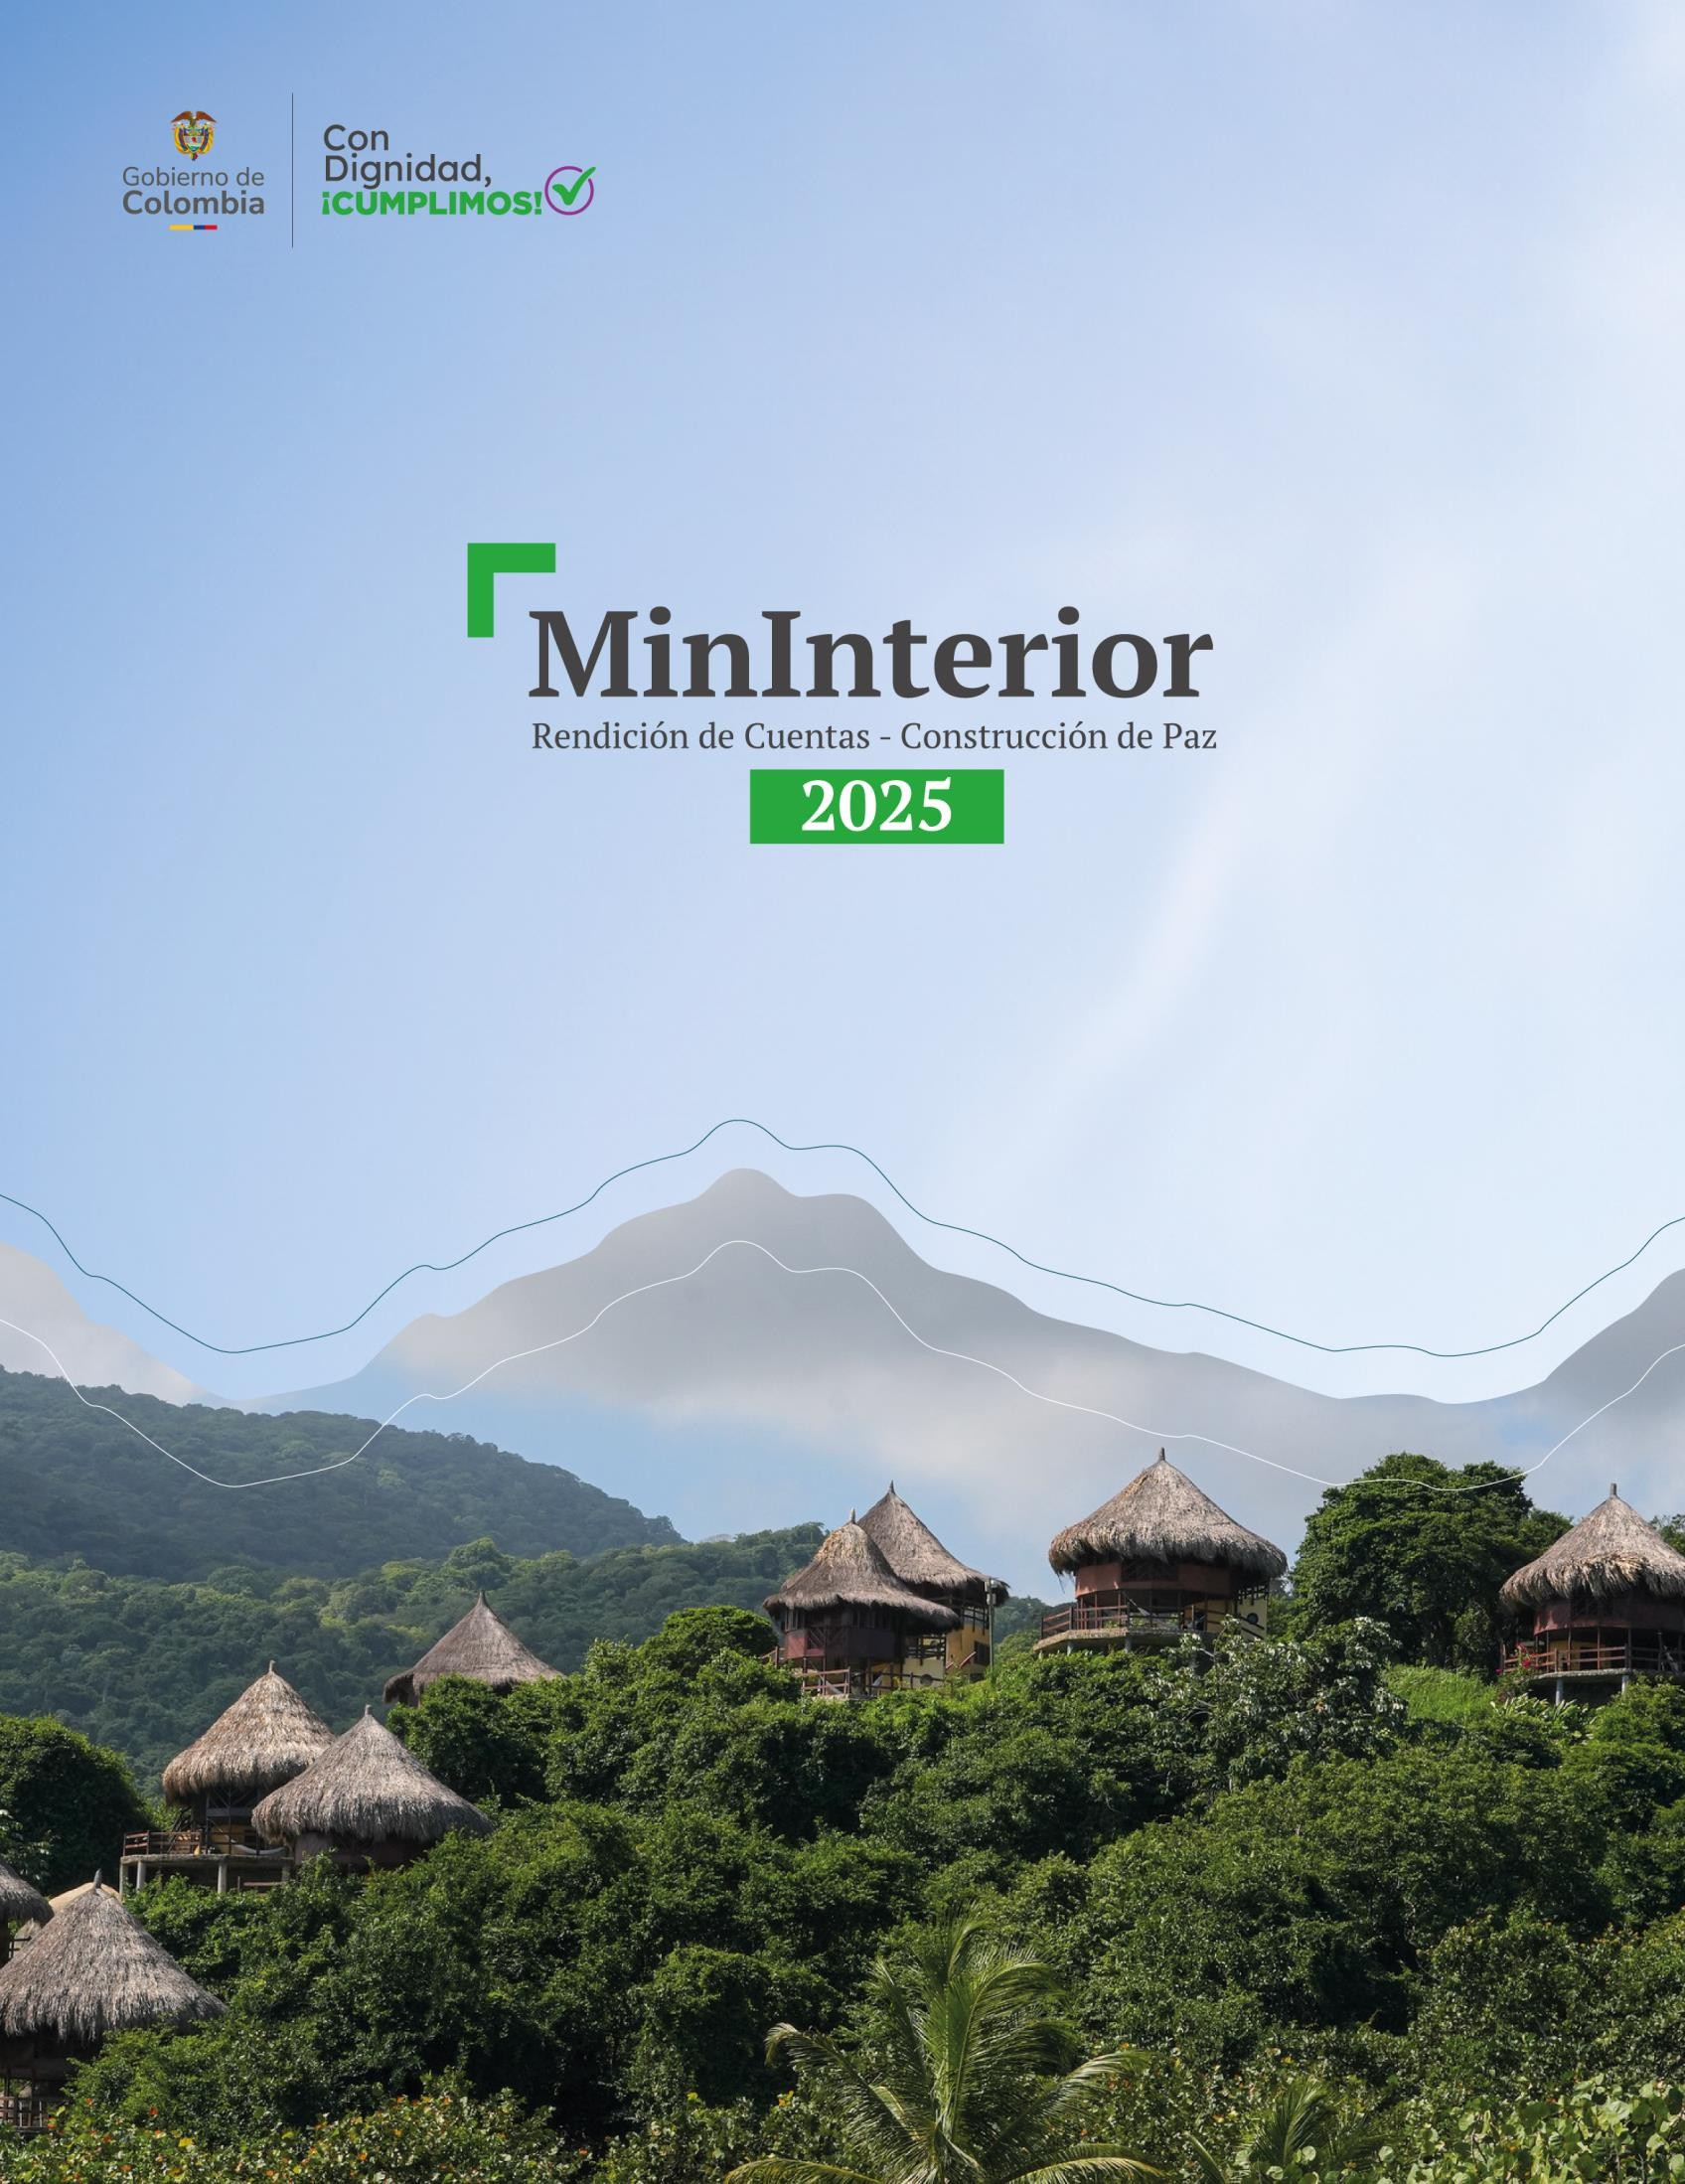 Gobierno de
Colombia
Con
Dignidad,
¡CUMPLIMOS!
MinInterior
Rendición de Cuentas - Construcción de Paz
2025